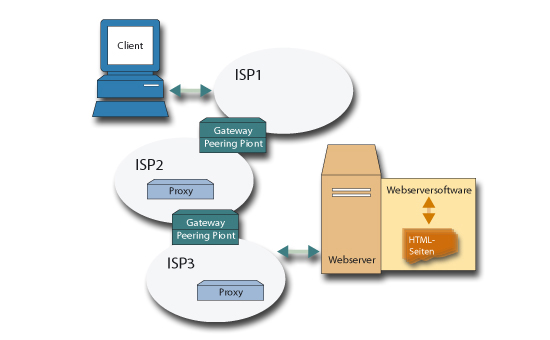 Client
ISP1
Gateway
Peering Piont
ISP2
Proxy
Gateway
Peering Piont
ISP3
Proxy
Webserver
Webserversoftware
HTML-
Seiten